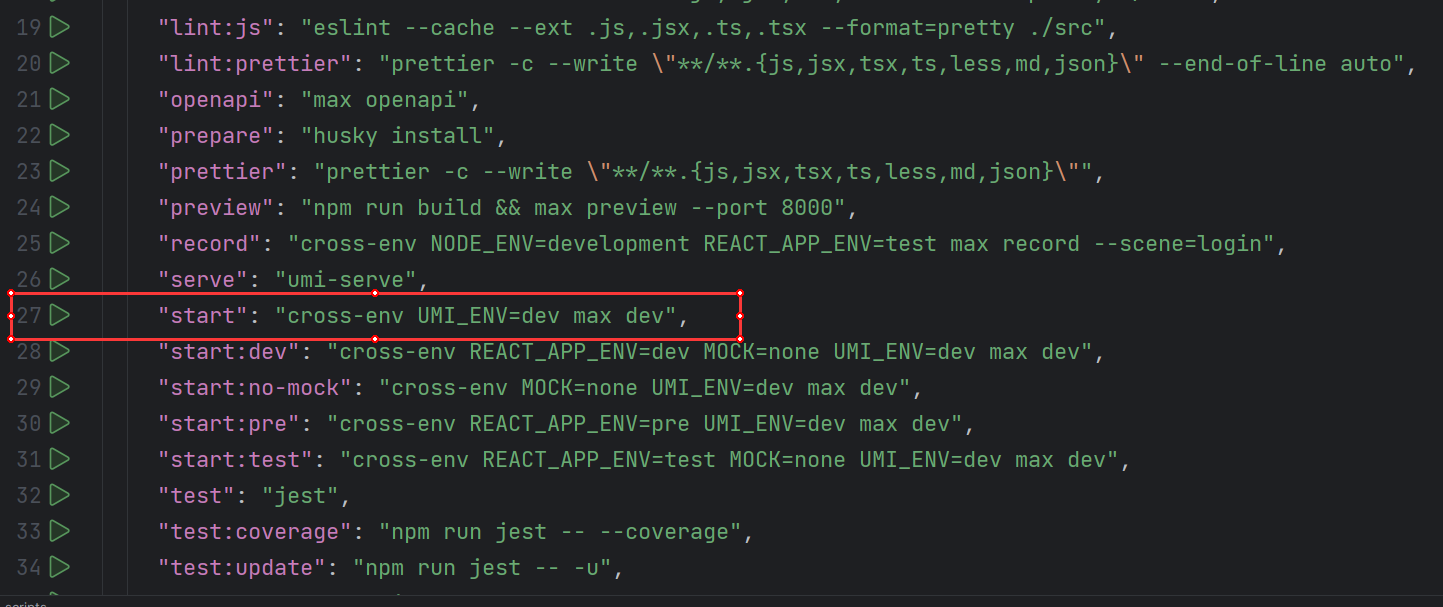 19 "lint:js": "eslint --cache --ext .js,.jsx,.ts,.tsx --format=pretty ./src",
20 "lint:prettier": "prettier -c --write \"**/**.{js,jsx,tsx,ts,less,md,json}\" --end-of-line auto",
21 "openapi": "max openapi",
22 "prepare": "husky install",
23 "prettier": "prettier -c --write \"**/**.{js,jsx,tsx,ts,less,md,json}\"",
24 "preview": "npm run build && max preview --port 8000",
25 "record": "cross-env NODE_ENV=development REACT_APP_ENV=test max record --scene=login",
26 "serve": "umi-serve",
27 "start": "cross-env UMI_ENV=dev max dev",
28 "start:dev": "cross-env REACT_APP_ENV=dev MOCK=none UMI_ENV=dev max dev",
29 "start:no-mock": "cross-env MOCK=none UMI_ENV=dev max dev",
30 "start:pre": "cross-env REACT_APP_ENV=pre UMI_ENV=dev max dev",
31 "start:test": "cross-env REACT_APP_ENV=test MOCK=none UMI_ENV=dev max dev",
32 "test": "jest",
33 "test:coverage": "npm run jest -- --coverage",
34 "test:update": "npm run jest -- -u",
scripts